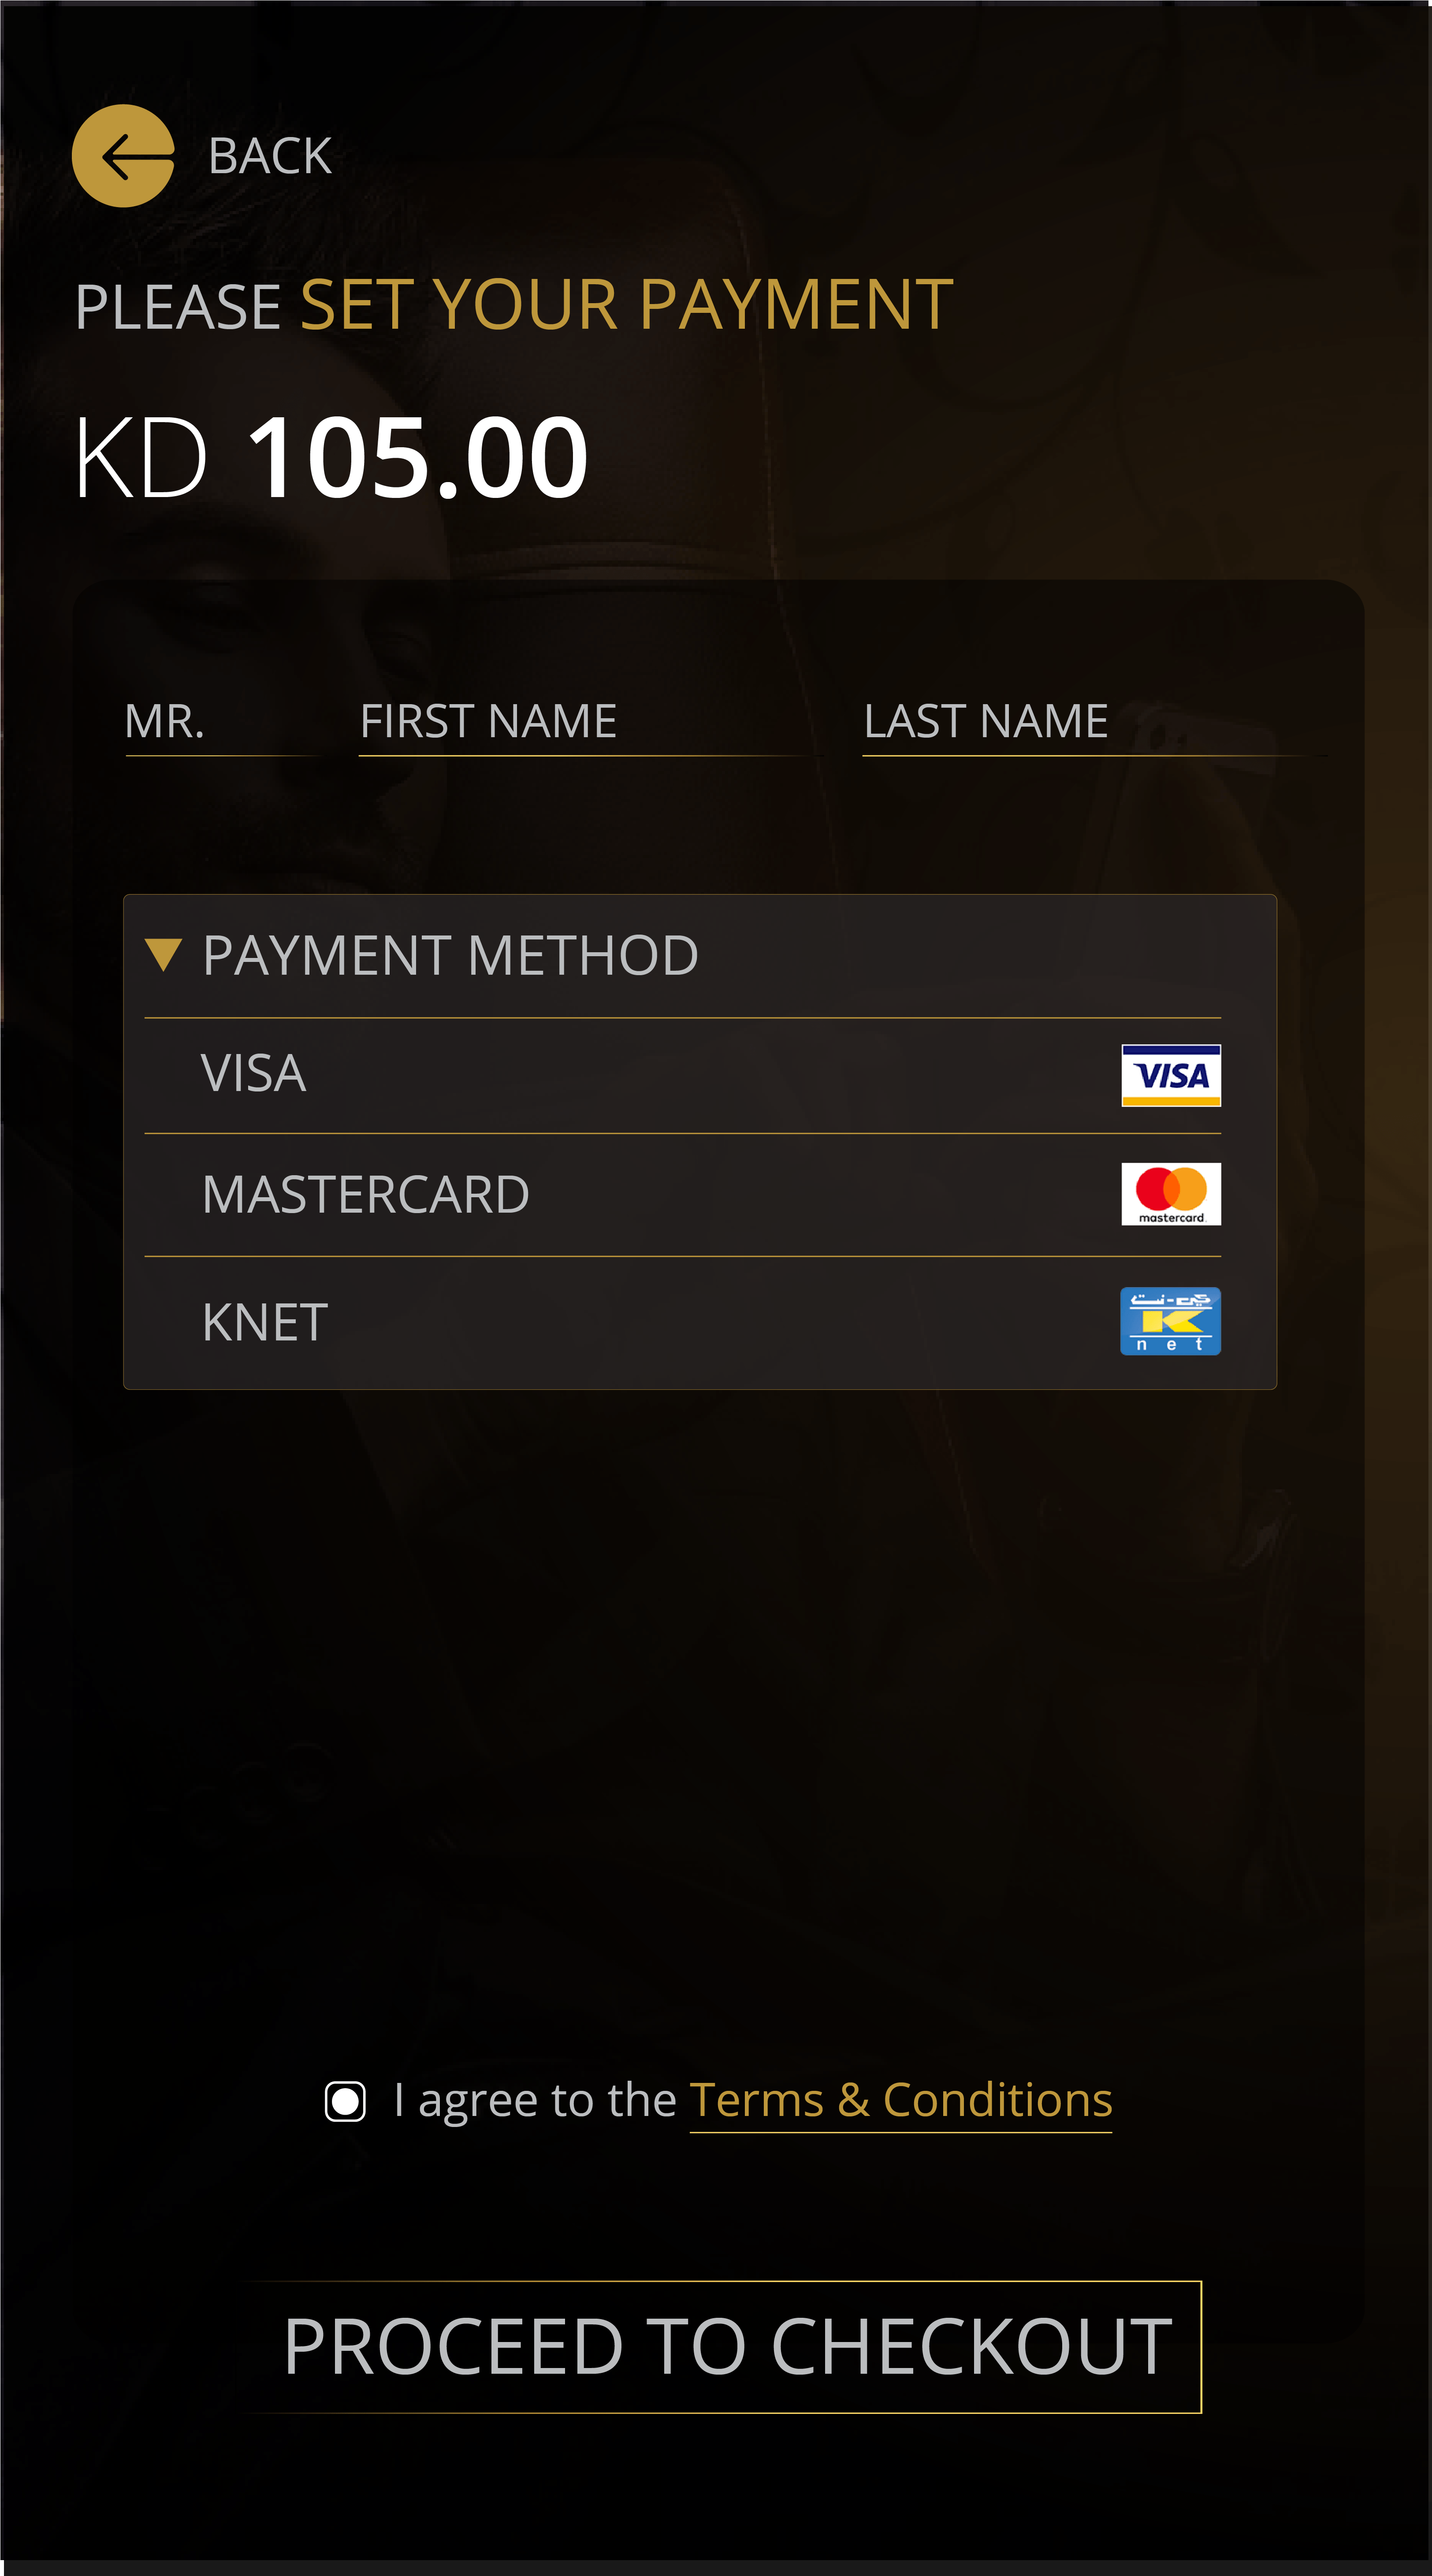 BACK
PLEASE SET YOUR PAYMENT
KD 105.00
MR. FIRST NAME LAST NAME
PAYMENT METHOD
VISA VISA
MASTERCARD mastercard.
KNET كي-نت
K
net
I agree to the Terms & Conditions
PROCEED TO CHECKOUT